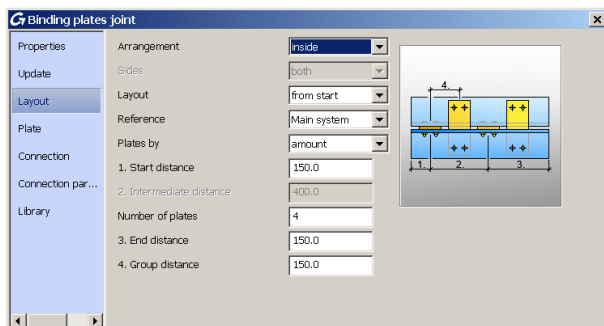 Binding plates joint
Properties
Update
Layout
Plate
Connection
Connection par...
Library
Arrangement inside
Sides both
Layout from start
Reference Main system
Plates by amount
1. Start distance 150.0
2. Intermediate distance 400.0
Number of plates 4
3. End distance 150.0
4. Group distance 150.0
4.
1. 2. 3.